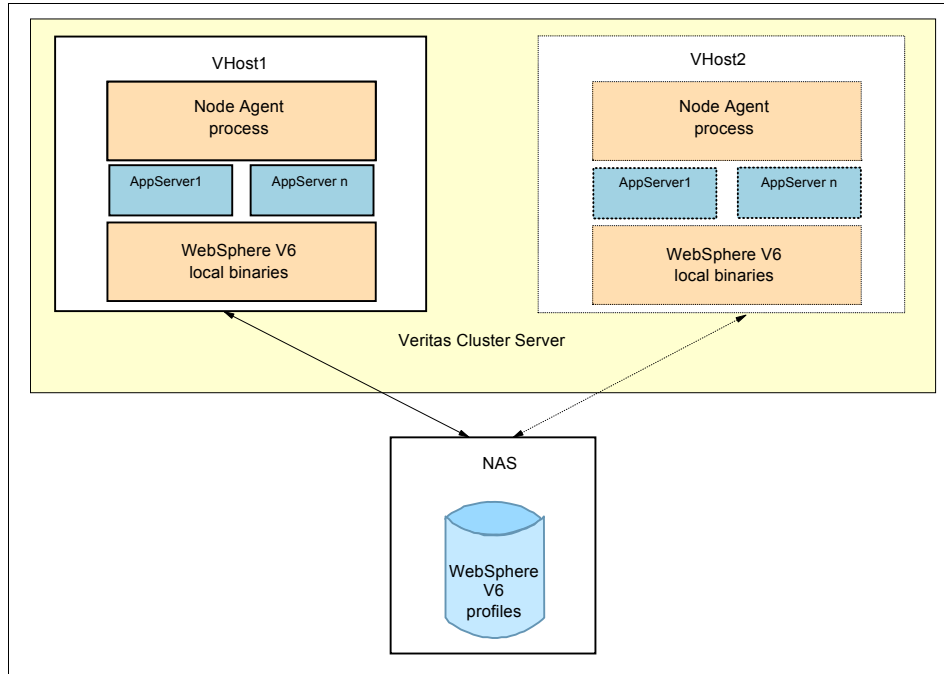 VHost1
Node Agent
process
AppServer1
AppServer n
WebSphere V6
local binaries
VHost2
Node Agent
process
AppServer1
AppServer n
WebSphere V6
local binaries
Veritas Cluster Server
NAS
WebSphere
V6
profiles